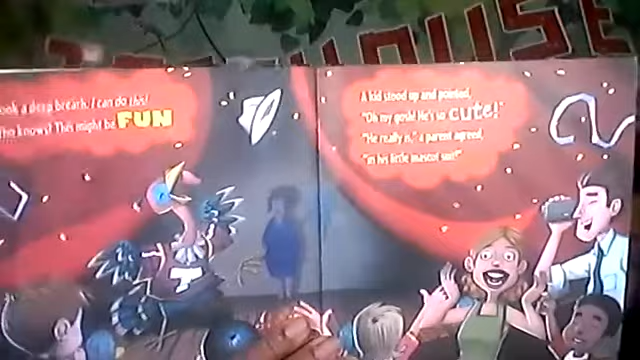 ook a deep breath. I can do this!
ho knows? This might be FUN
A kid stood up and pointed,
"Oh my gosh! He's so cute!"
"He really is," a parent agreed,
"in his little mascot suit!"